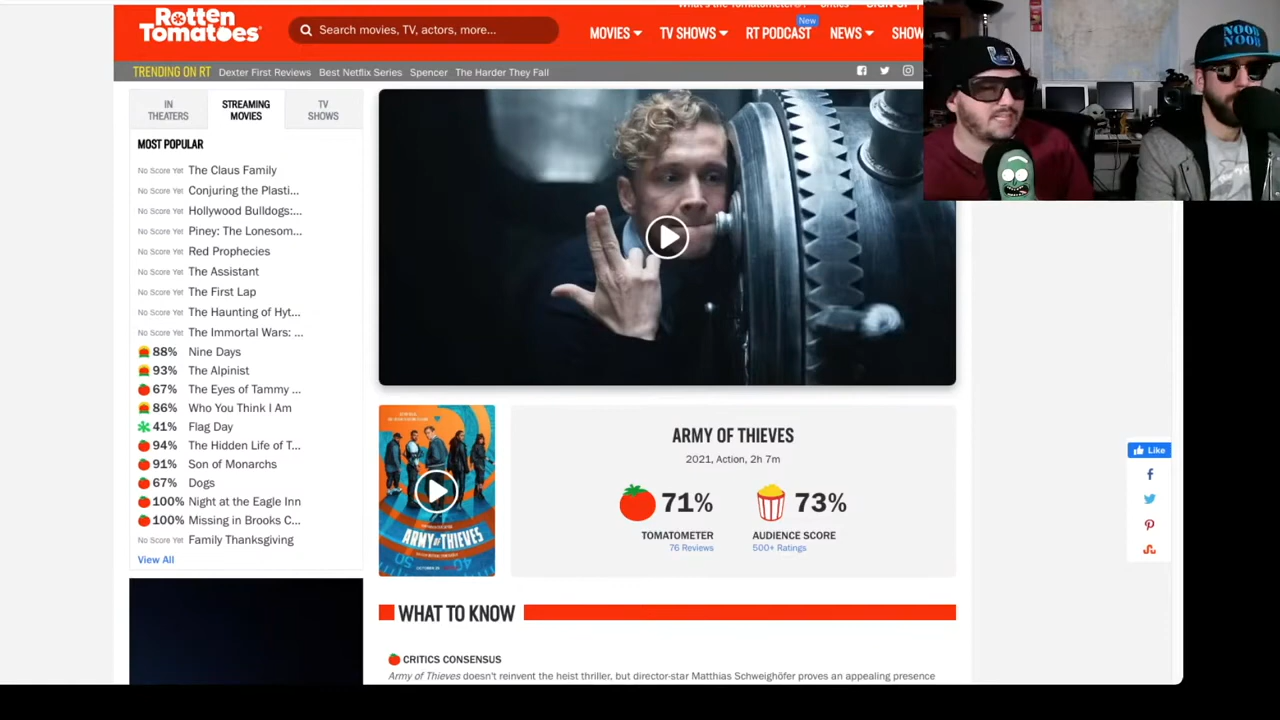 What's the Tomatometer®? Critics SIGN UP
Rotten
Tomatoes
Search movies, TV, actors, more...
MOVIES
TV SHOWS
New
RT PODCAST
NEWS
SHOW
TRENDING ON RT
Dexter First Reviews
Best Netflix Series
Spencer
The Harder They Fall
NOOB
NOOB
IN
THEATERS
STREAMING
MOVIES
TV
SHOWS
MOST POPULAR
No Score Yet The Claus Family
No Score Yet Conjuring the Plasti...
No Score Yet Hollywood Bulldogs:...
No Score Yet Piney: The Lonesom...
No Score Yet Red Prophecies
No Score Yet The Assistant
No Score Yet The First Lap
No Score Yet The Haunting of Hyt...
No Score Yet The Immortal Wars: ...
88% Nine Days
93% The Alpinist
67% The Eyes of Tammy ...
86% Who You Think I Am
41% Flag Day
94% The Hidden Life of T...
91% Son of Monarchs
67% Dogs
100% Night at the Eagle Inn
100% Missing in Brooks C...
No Score Yet Family Thanksgiving
View All
ARMY OF THIEVES
ARMY OF THIEVES
2021, Action, 2h 7m
71%
TOMATOMETER
76 Reviews
73%
AUDIENCE SCORE
500+ Ratings
Like
WHAT TO KNOW
CRITICS CONSENSUS
Army of Thieves doesn't reinvent the heist thriller, but director-star Matthias Schweighöfer proves an appealing presence